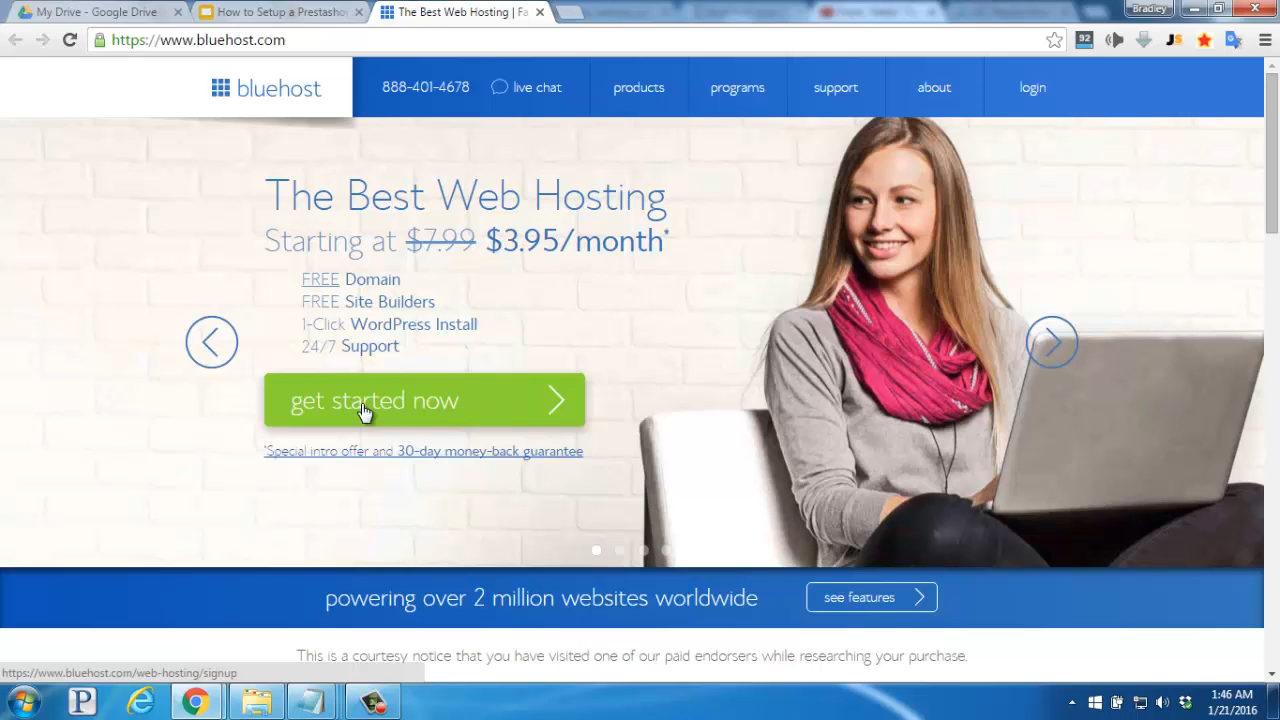 My Drive - Google Drive
How to Setup a Prestasho
The Best Web Hosting | Fa
Bradley
https://www.bluehost.com
92
JS
bluehost
888-401-4678
live chat
products
programs
support
about
login
The Best Web Hosting
Starting at $7.99 $3.95/month*
FREE Domain
FREE Site Builders
1-Click WordPress Install
24/7 Support
get started now
*Special intro offer and 30-day money-back guarantee
powering over 2 million websites worldwide
see features
This is a courtesy notice that you have visited one of our paid endorsers while researching your purchase.
https://www.bluehost.com/web-hosting/signup
1:46 AM
1/21/2016